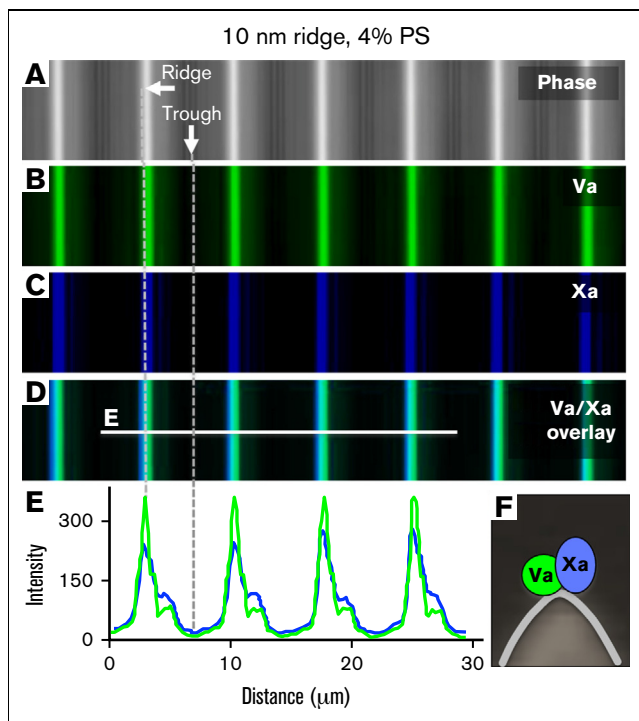 10 nm ridge, 4% PS
A
Ridge
Phase
Trough
B
Va
C
Xa
D
E
Va/Xa
overlay
E
300
150
0
Intensity
0
10
20
30
Distance (μm)
F
Va
Xa